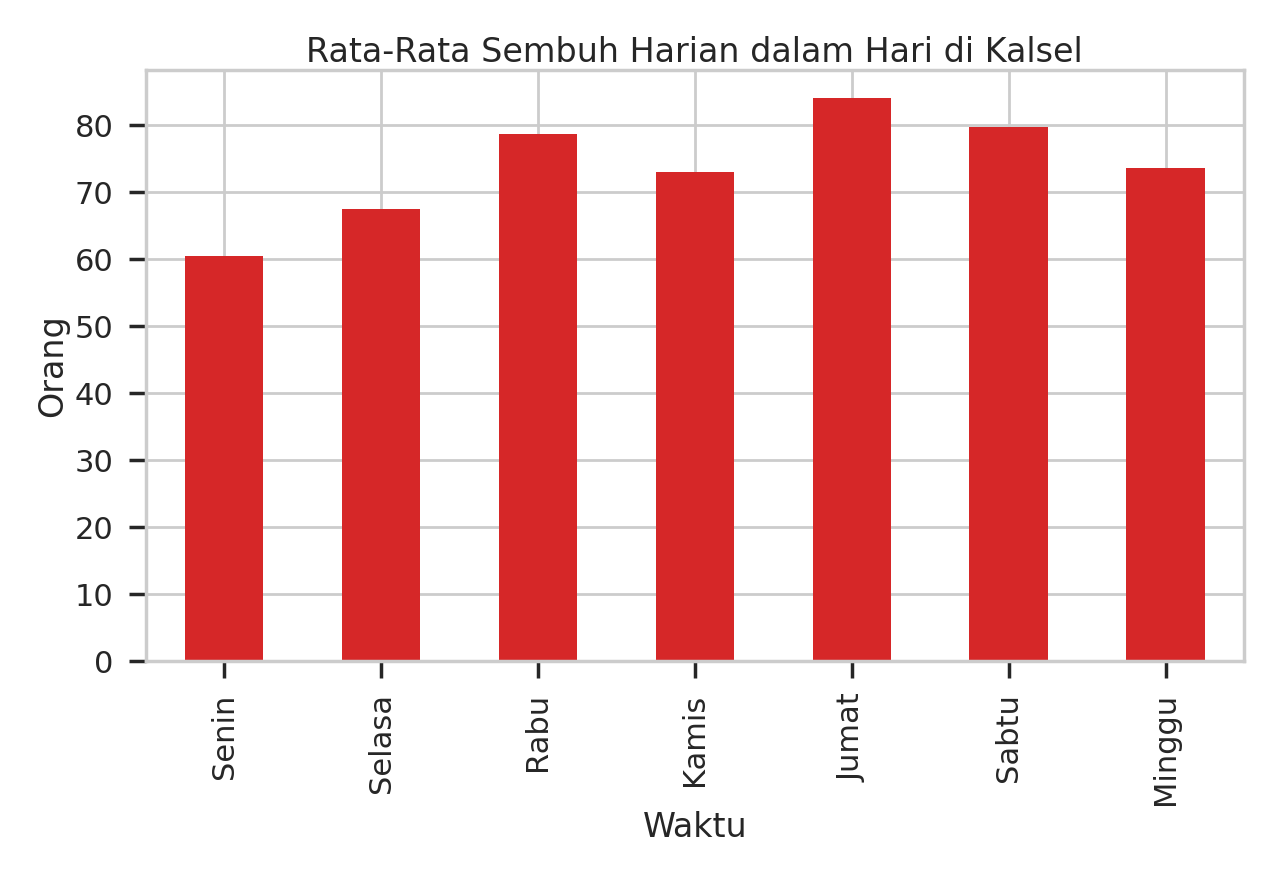 Rata-Rata Sembuh Harian dalam Hari di Kalsel
Orang
80
70
60
50
40
30
20
10
0
Senin
Selasa
Rabu
Kamis
Jumat
Sabtu
Minggu
Waktu